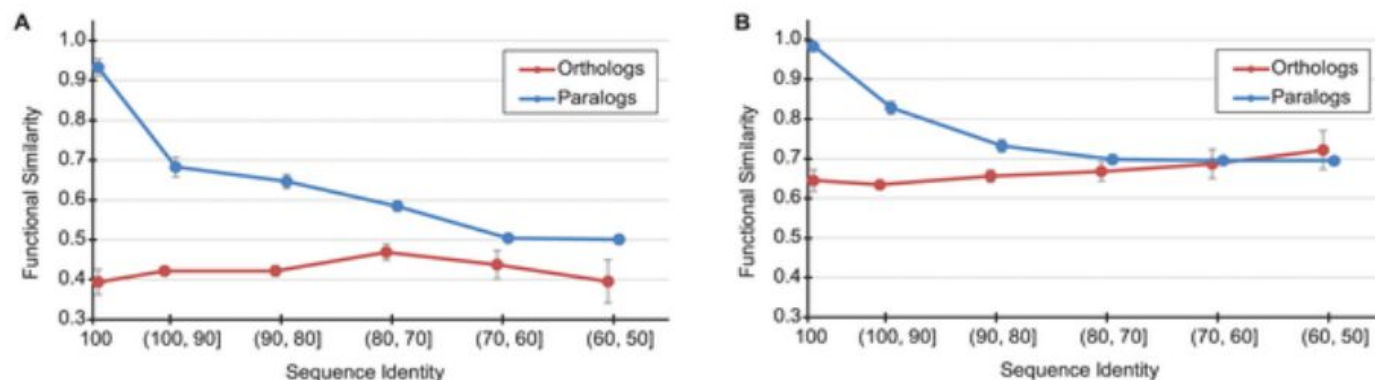 A
1.0
0.9
0.8
0.7
0.6
0.5
0.4
0.3
Functional Similarity
Orthologs
Paralogs
100 (100, 90] (90, 80] (80, 70] (70, 60] (60, 50]
Sequence Identity
B
1.0
0.9
0.8
0.7
0.6
0.5
0.4
0.3
Functional Similarity
Orthologs
Paralogs
100 (100, 90] (90, 80] (80, 70] (70, 60] (60, 50]
Sequence Identity